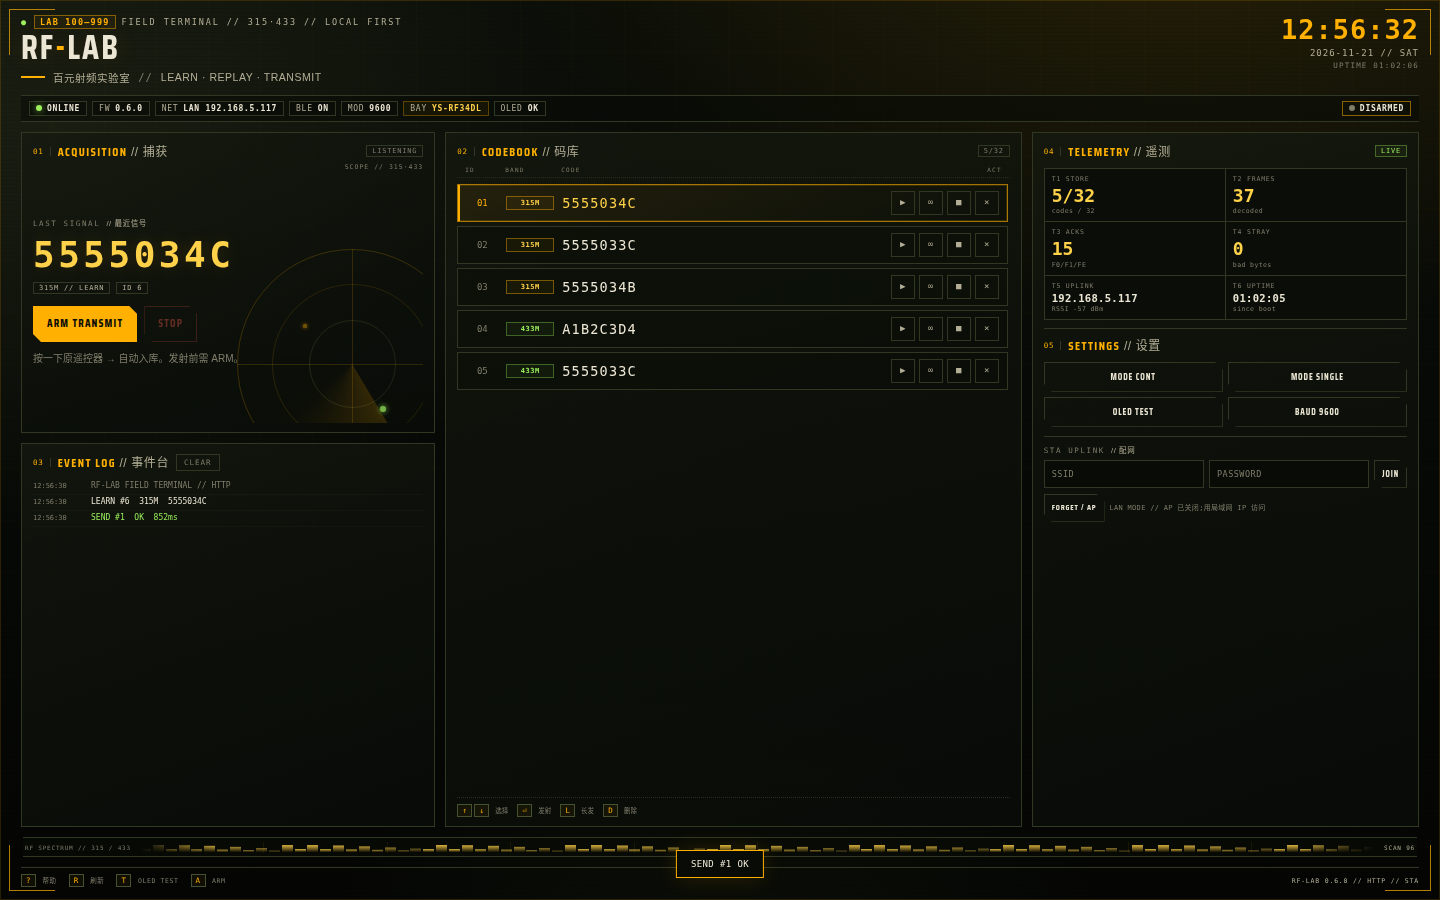 LAB 100—999 FIELD TERMINAL // 315·433 // LOCAL FIRST
RF-LAB
百元射频实验室 // LEARN · REPLAY · TRANSMIT
12:56:32
2026-11-21 // SAT
UPTIME 01:02:06
ONLINE FW 0.6.0 NET LAN 192.168.5.117 BLE ON MOD 9600 BAY YS-RF34DL OLED OK DISARMED
01 ACQUISITION // 捕获 LISTENING
SCOPE // 315·433
LAST SIGNAL // 最近信号
5555034C
315M // LEARN ID 6
ARM TRANSMIT STOP
按一下原遥控器 → 自动入库。发射前需 ARM。
03 EVENT LOG // 事件台 CLEAR
12:56:30 RF-LAB FIELD TERMINAL // HTTP
12:56:30 LEARN #6 315M 5555034C
12:56:30 SEND #1 OK 852ms
02 CODEBOOK // 码库 5/32
ID BAND CODE ACT
01 315M 5555034C ▶ ∞ ■ ×
02 315M 5555033C ▶ ∞ ■ ×
03 315M 5555034B ▶ ∞ ■ ×
04 433M A1B2C3D4 ▶ ∞ ■ ×
05 433M 5555033C ▶ ∞ ■ ×
↑ ↓ 选择 ⏎ 发射 L 长发 D 删除
04 TELEMETRY // 遥测 LIVE
T1 STORE
5/32
codes / 32
T2 FRAMES
37
decoded
T3 ACKS
15
F0/F1/FE
T4 STRAY
0
bad bytes
T5 UPLINK
192.168.5.117
RSSI -57 dBm
T6 UPTIME
01:02:05
since boot
05 SETTINGS // 设置
MODE CONT MODE SINGLE
OLED TEST BAUD 9600
STA UPLINK // 配网
SSID PASSWORD JOIN
FORGET / AP LAN MODE // AP 已关闭;用局域网 IP 访问
RF SPECTRUM // 315 / 433 SCAN 96
SEND #1 OK
? 帮助 R 刷新 T OLED TEST A ARM
RF-LAB 0.6.0 // HTTP // STA